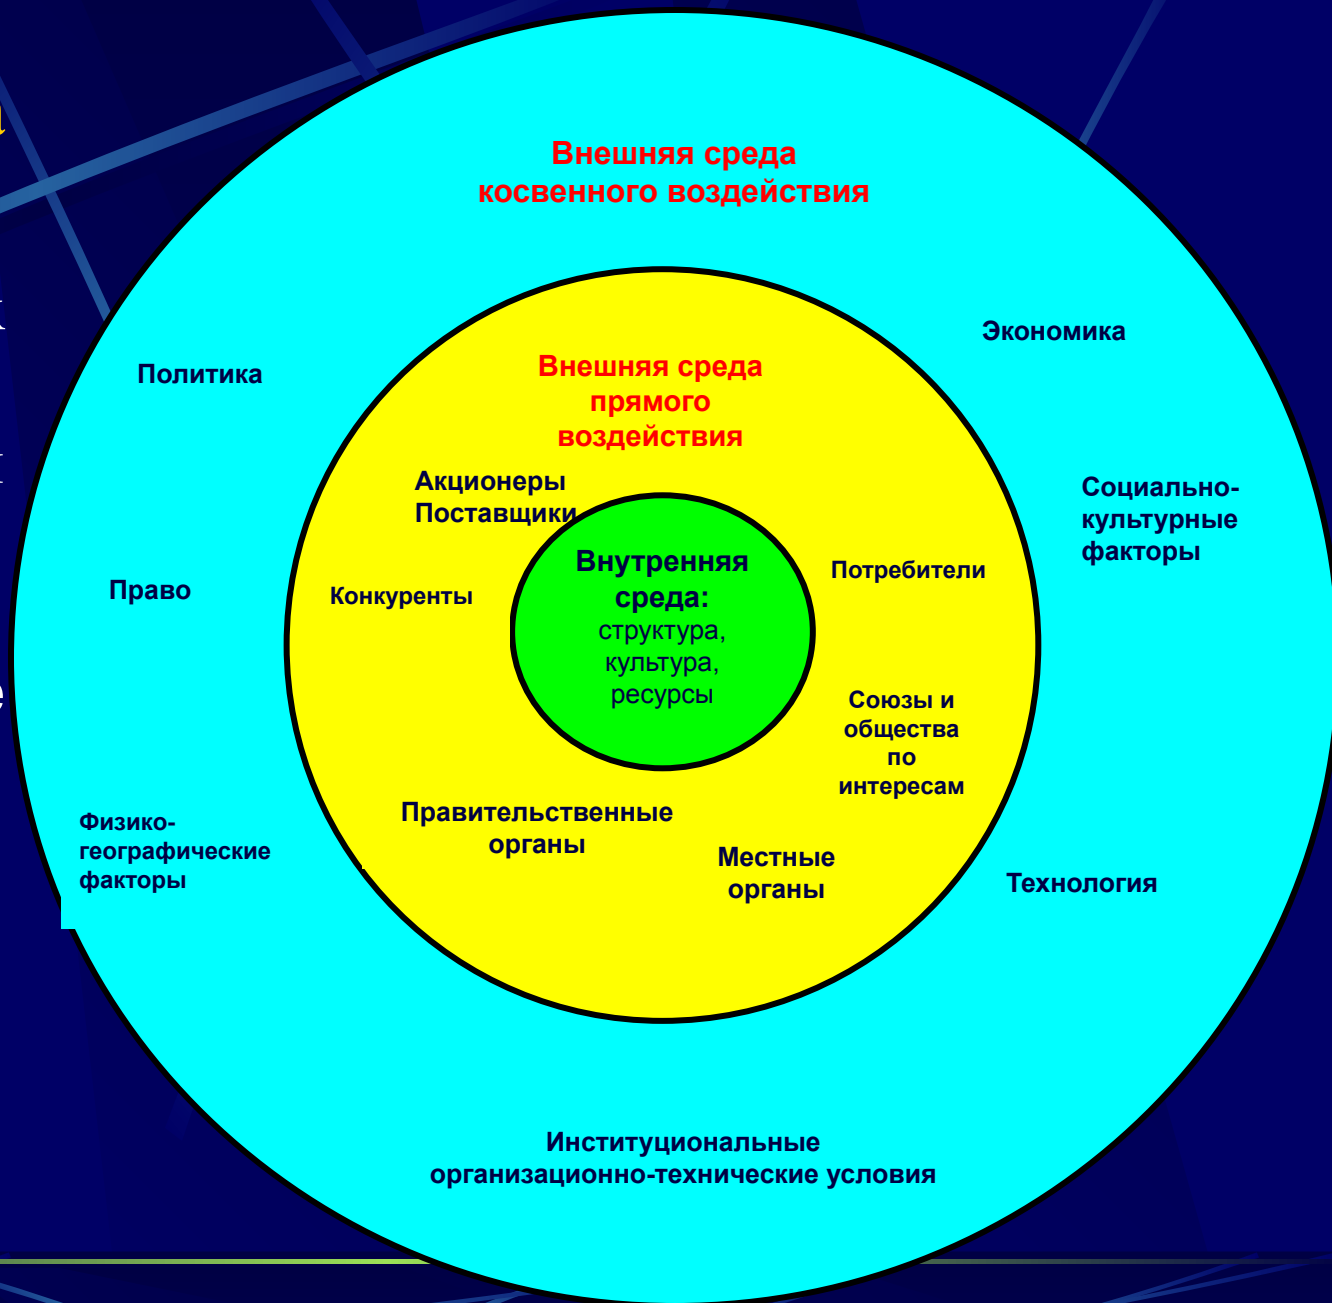 Внешняя среда
косвенного воздействия
Экономика
Политика
Внешняя среда
прямого
воздействия
Акционеры
Поставщики
Социально-
культурные
факторы
Внутренняя
среда:
структура,
культура,
ресурсы
Потребители
Право
Конкуренты
Союзы и
общества
по
интересам
Правительственные
органы
Местные
органы
Физико-
географические
факторы
Технология
Институциональные
организационно-технические условия